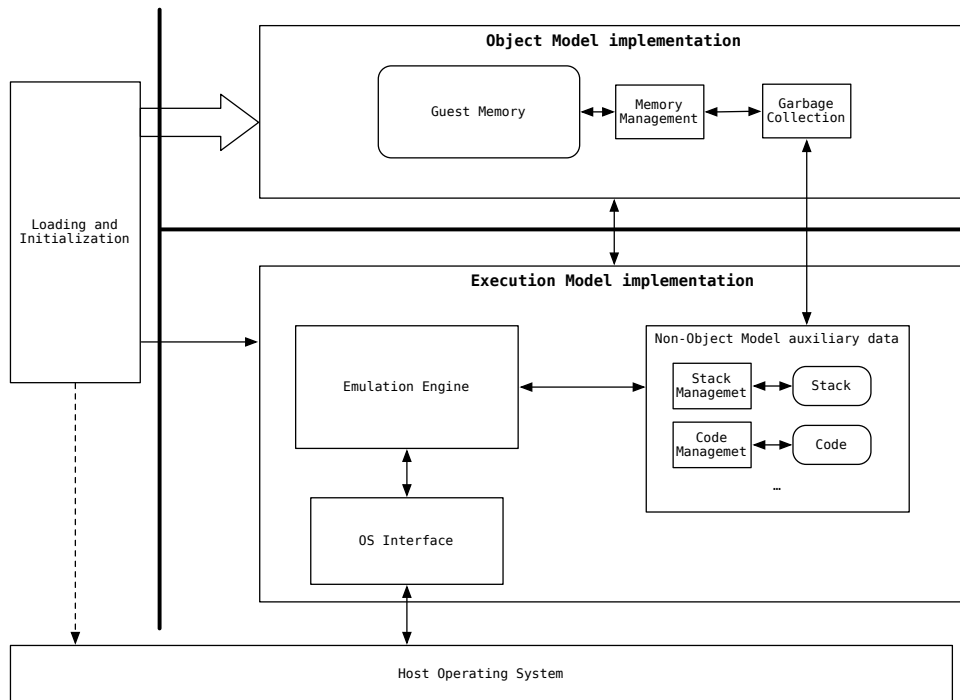 Object Model implementation
Guest Memory
Memory
Management
Garbage
Collection
Loading and
Initialization
Execution Model implementation
Emulation Engine
Non-Object Model auxiliary data
Stack
Managemet
Stack
Code
Managemet
Code
…
OS Interface
Host Operating System